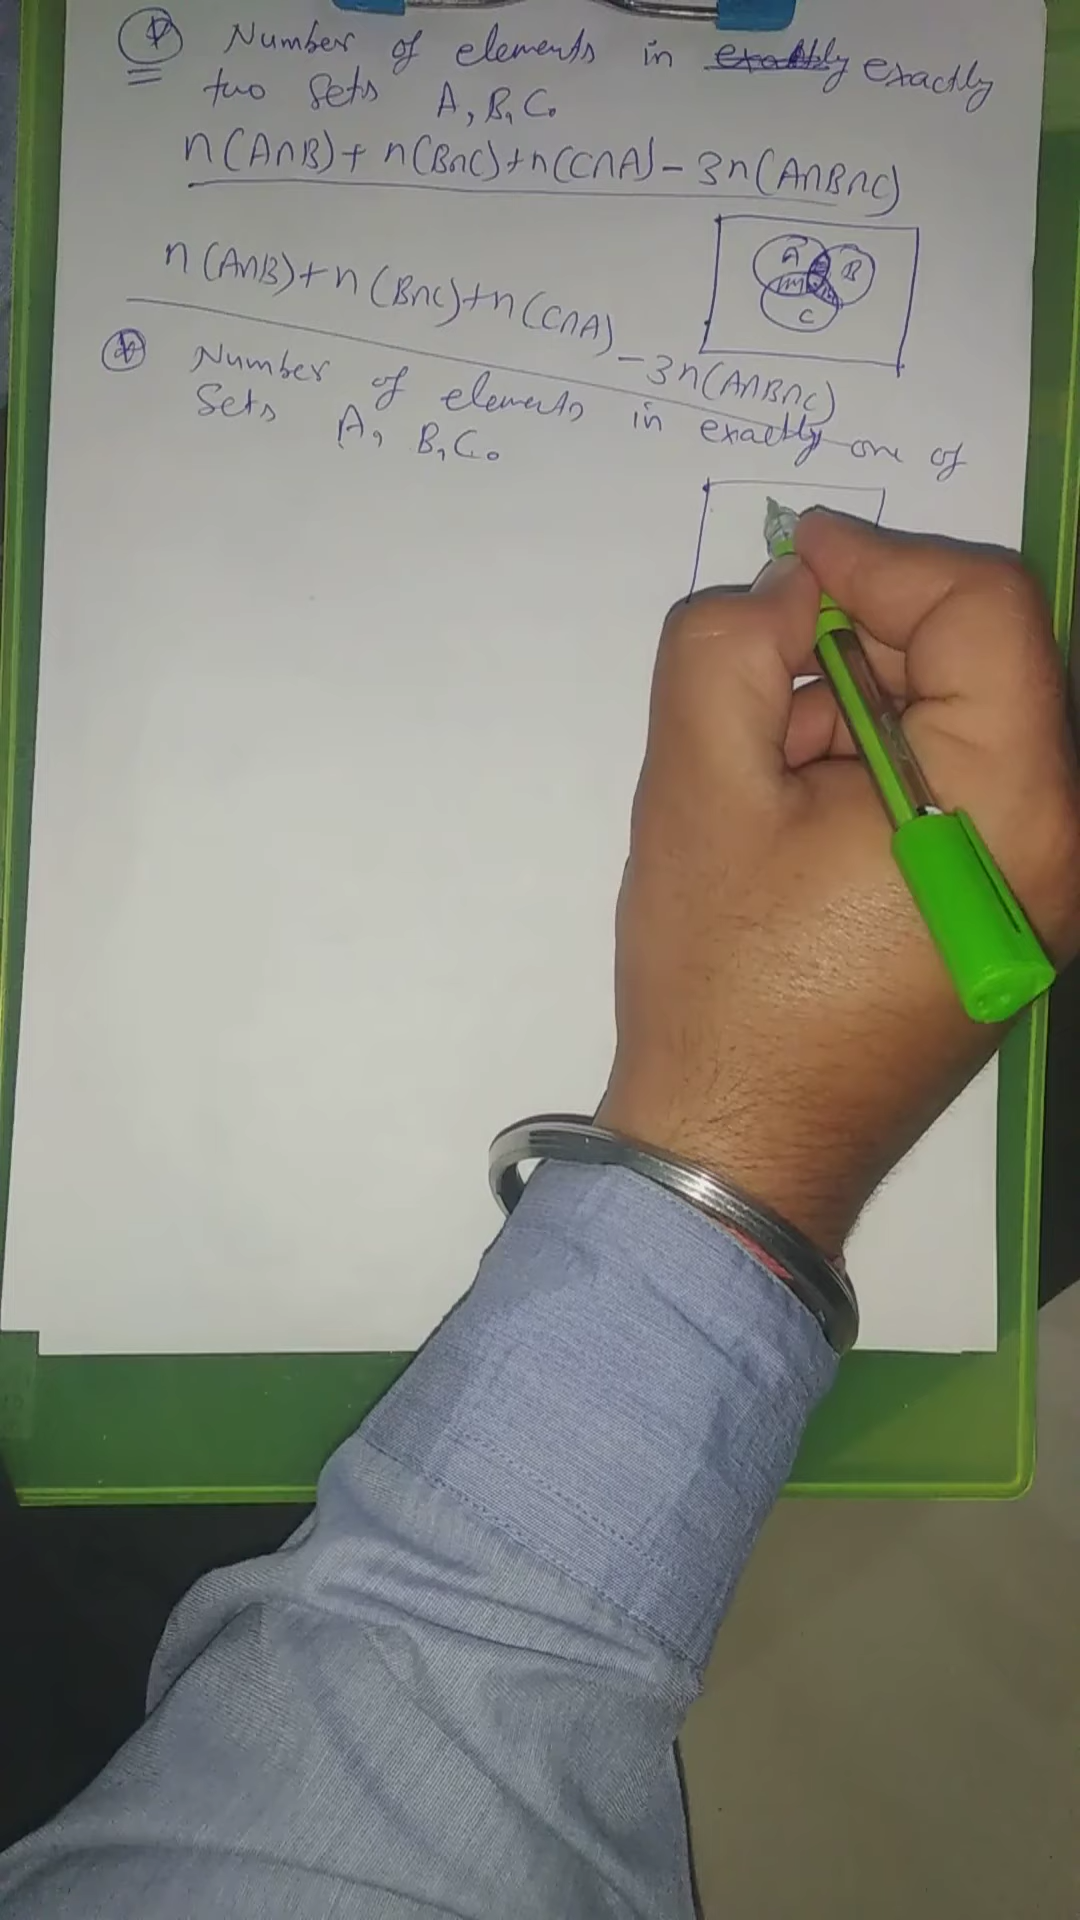 Number of elements in exactly exactly
two sets A, B, C.
n(A∩B)+ n(B∩C)+n(C∩A)-3n(A∩B∩C)
A B
C
n(A∩B)+n(B∩C)+n(C∩A)-3n(A∩B∩C)
Number of elements in exactly one of
Sets A, B, C.